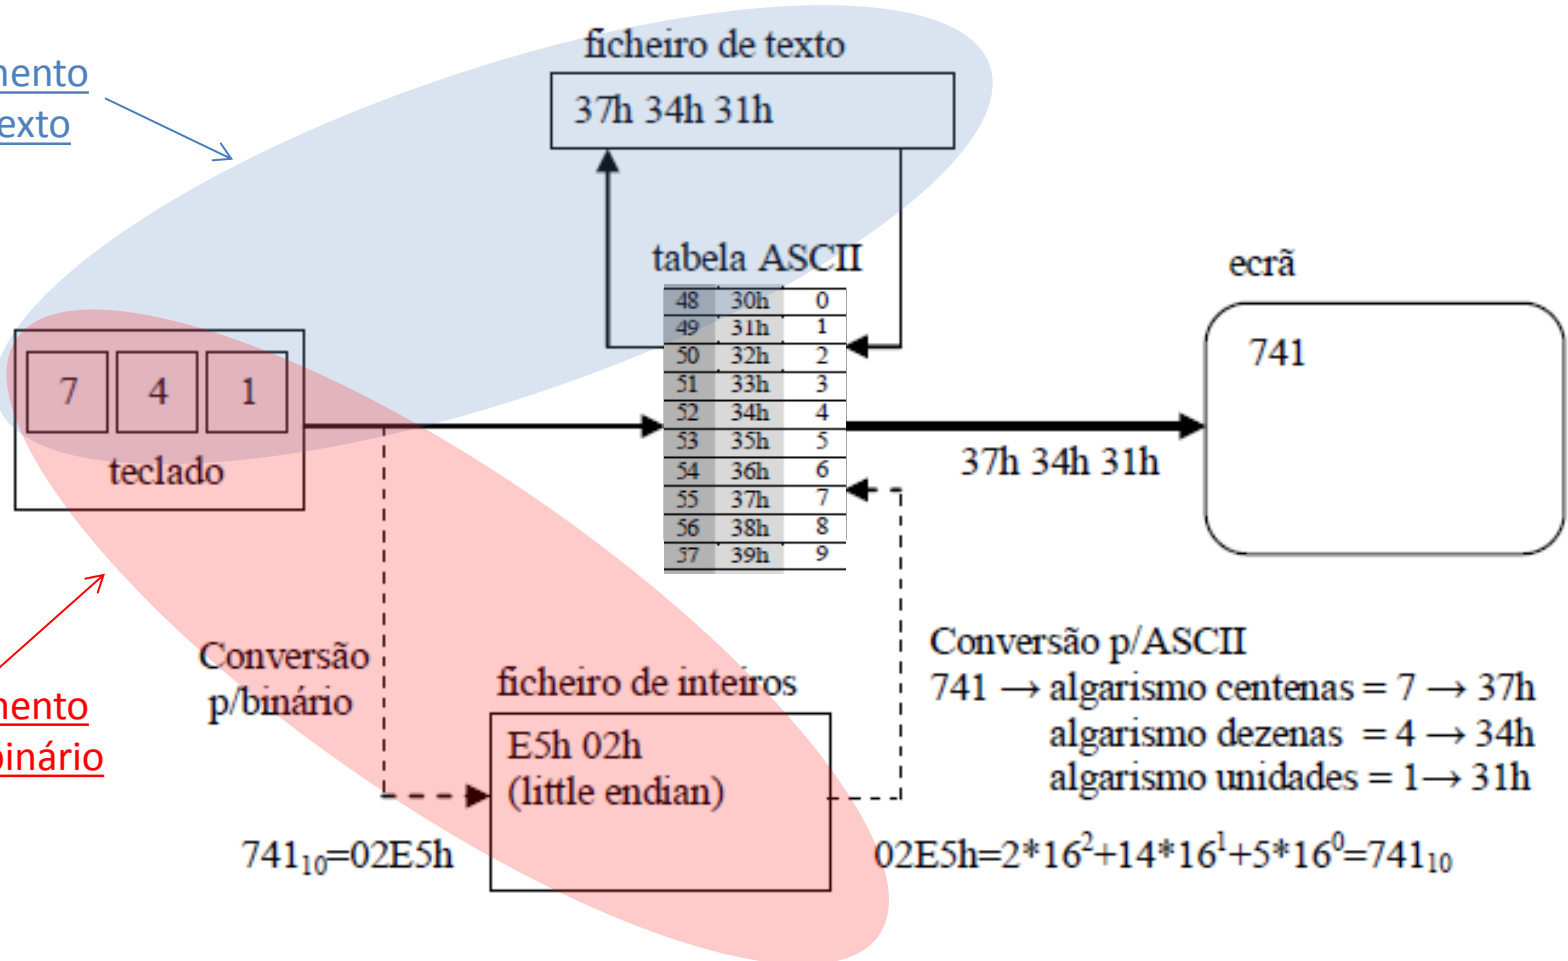 ficheiro de texto
mento
exto
37h 34h 31h
tabela ASCII
48 30h 0
49 31h 1
50 32h 2
51 33h 3
52 34h 4
53 35h 5
54 36h 6
55 37h 7
56 38h 8
57 39h 9
ecrã
741
7 4 1
teclado
37h 34h 31h
Conversão
p/binário
mento
binário
ficheiro de inteiros
E5h 02h
(little endian)
741₁₀=02E5h
Conversão p/ASCII
741 → algarismo centenas = 7 → 37h
algarismo dezenas = 4 → 34h
algarismo unidades = 1→ 31h
02E5h=2*16²+14*16¹+5*16⁰=741₁₀